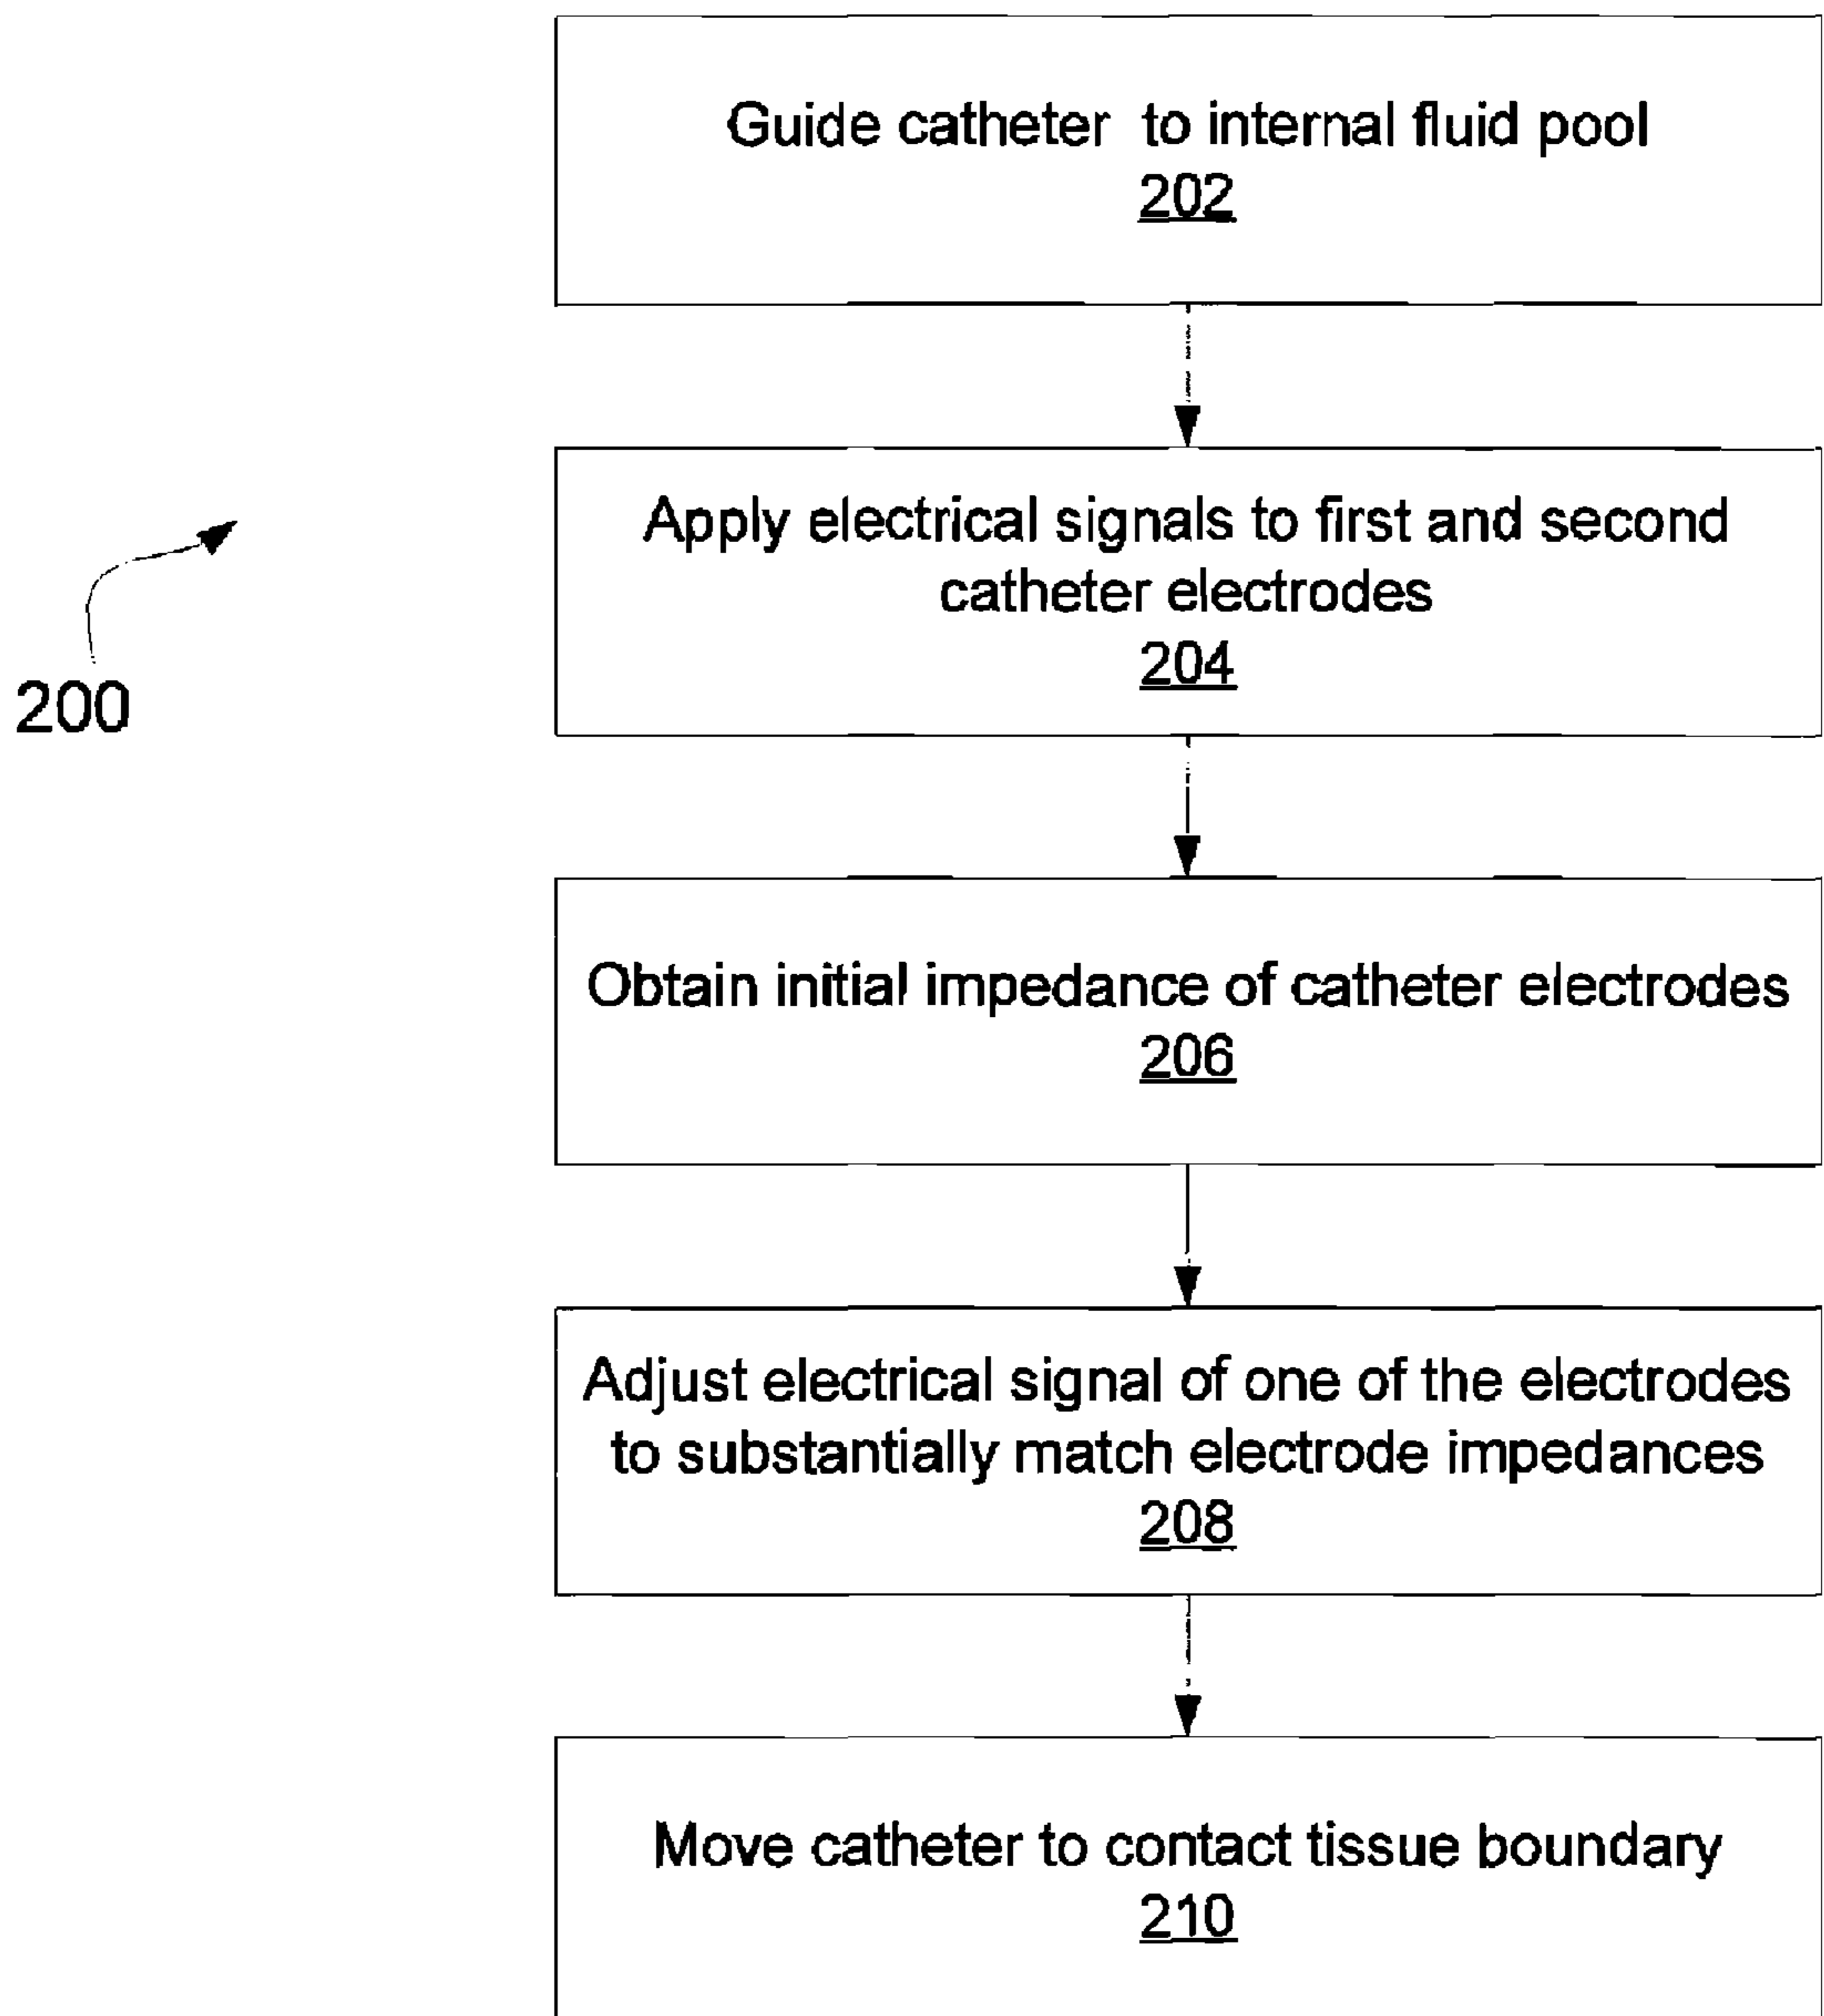 Guide catheter to internal fluid pool
202
Apply electrical signals to first and second
catheter electrodes
204
200
Obtain initial impedance of catheter electrodes
206
Adjust electrical signal of one of the electrodes
to substantially match electrode impedances
208
Move catheter to contact tissue boundary
210